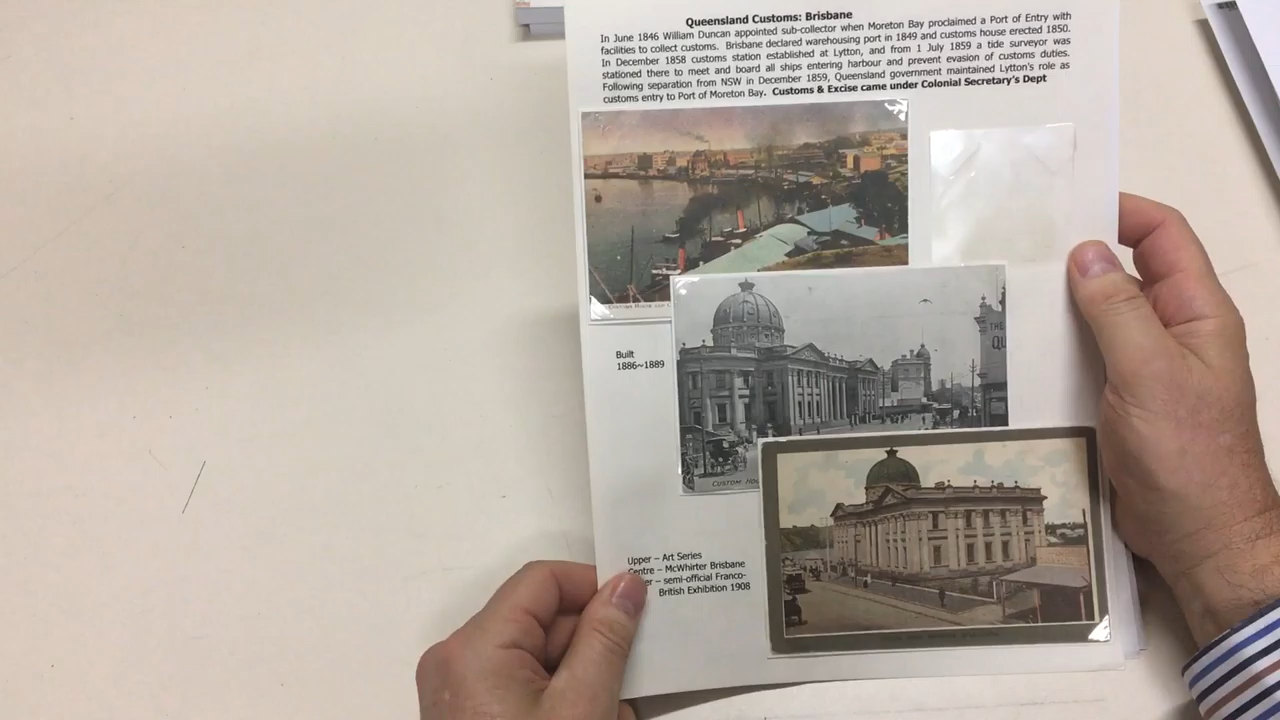 Queensland Customs: Brisbane
In June 1846 William Duncan appointed sub-collector when Moreton Bay proclaimed a Port of Entry with
facilities to collect customs. Brisbane declared warehousing port in 1849 and customs house erected 1850.
In December 1858 customs station established at Lytton, and from 1 July 1859 a tide surveyor was
stationed there to meet and board all ships entering harbour and prevent evasion of customs duties.
Following separation from NSW in December 1859, Queensland government maintained Lytton's role as
customs entry to Port of Moreton Bay. Customs & Excise came under Colonial Secretary's Dept
THE
QU
Built
1886~1889
CUSTOM HOU
Upper – Art Series
Centre – McWhirter Brisbane
er – semi-official Franco-
British Exhibition 1908